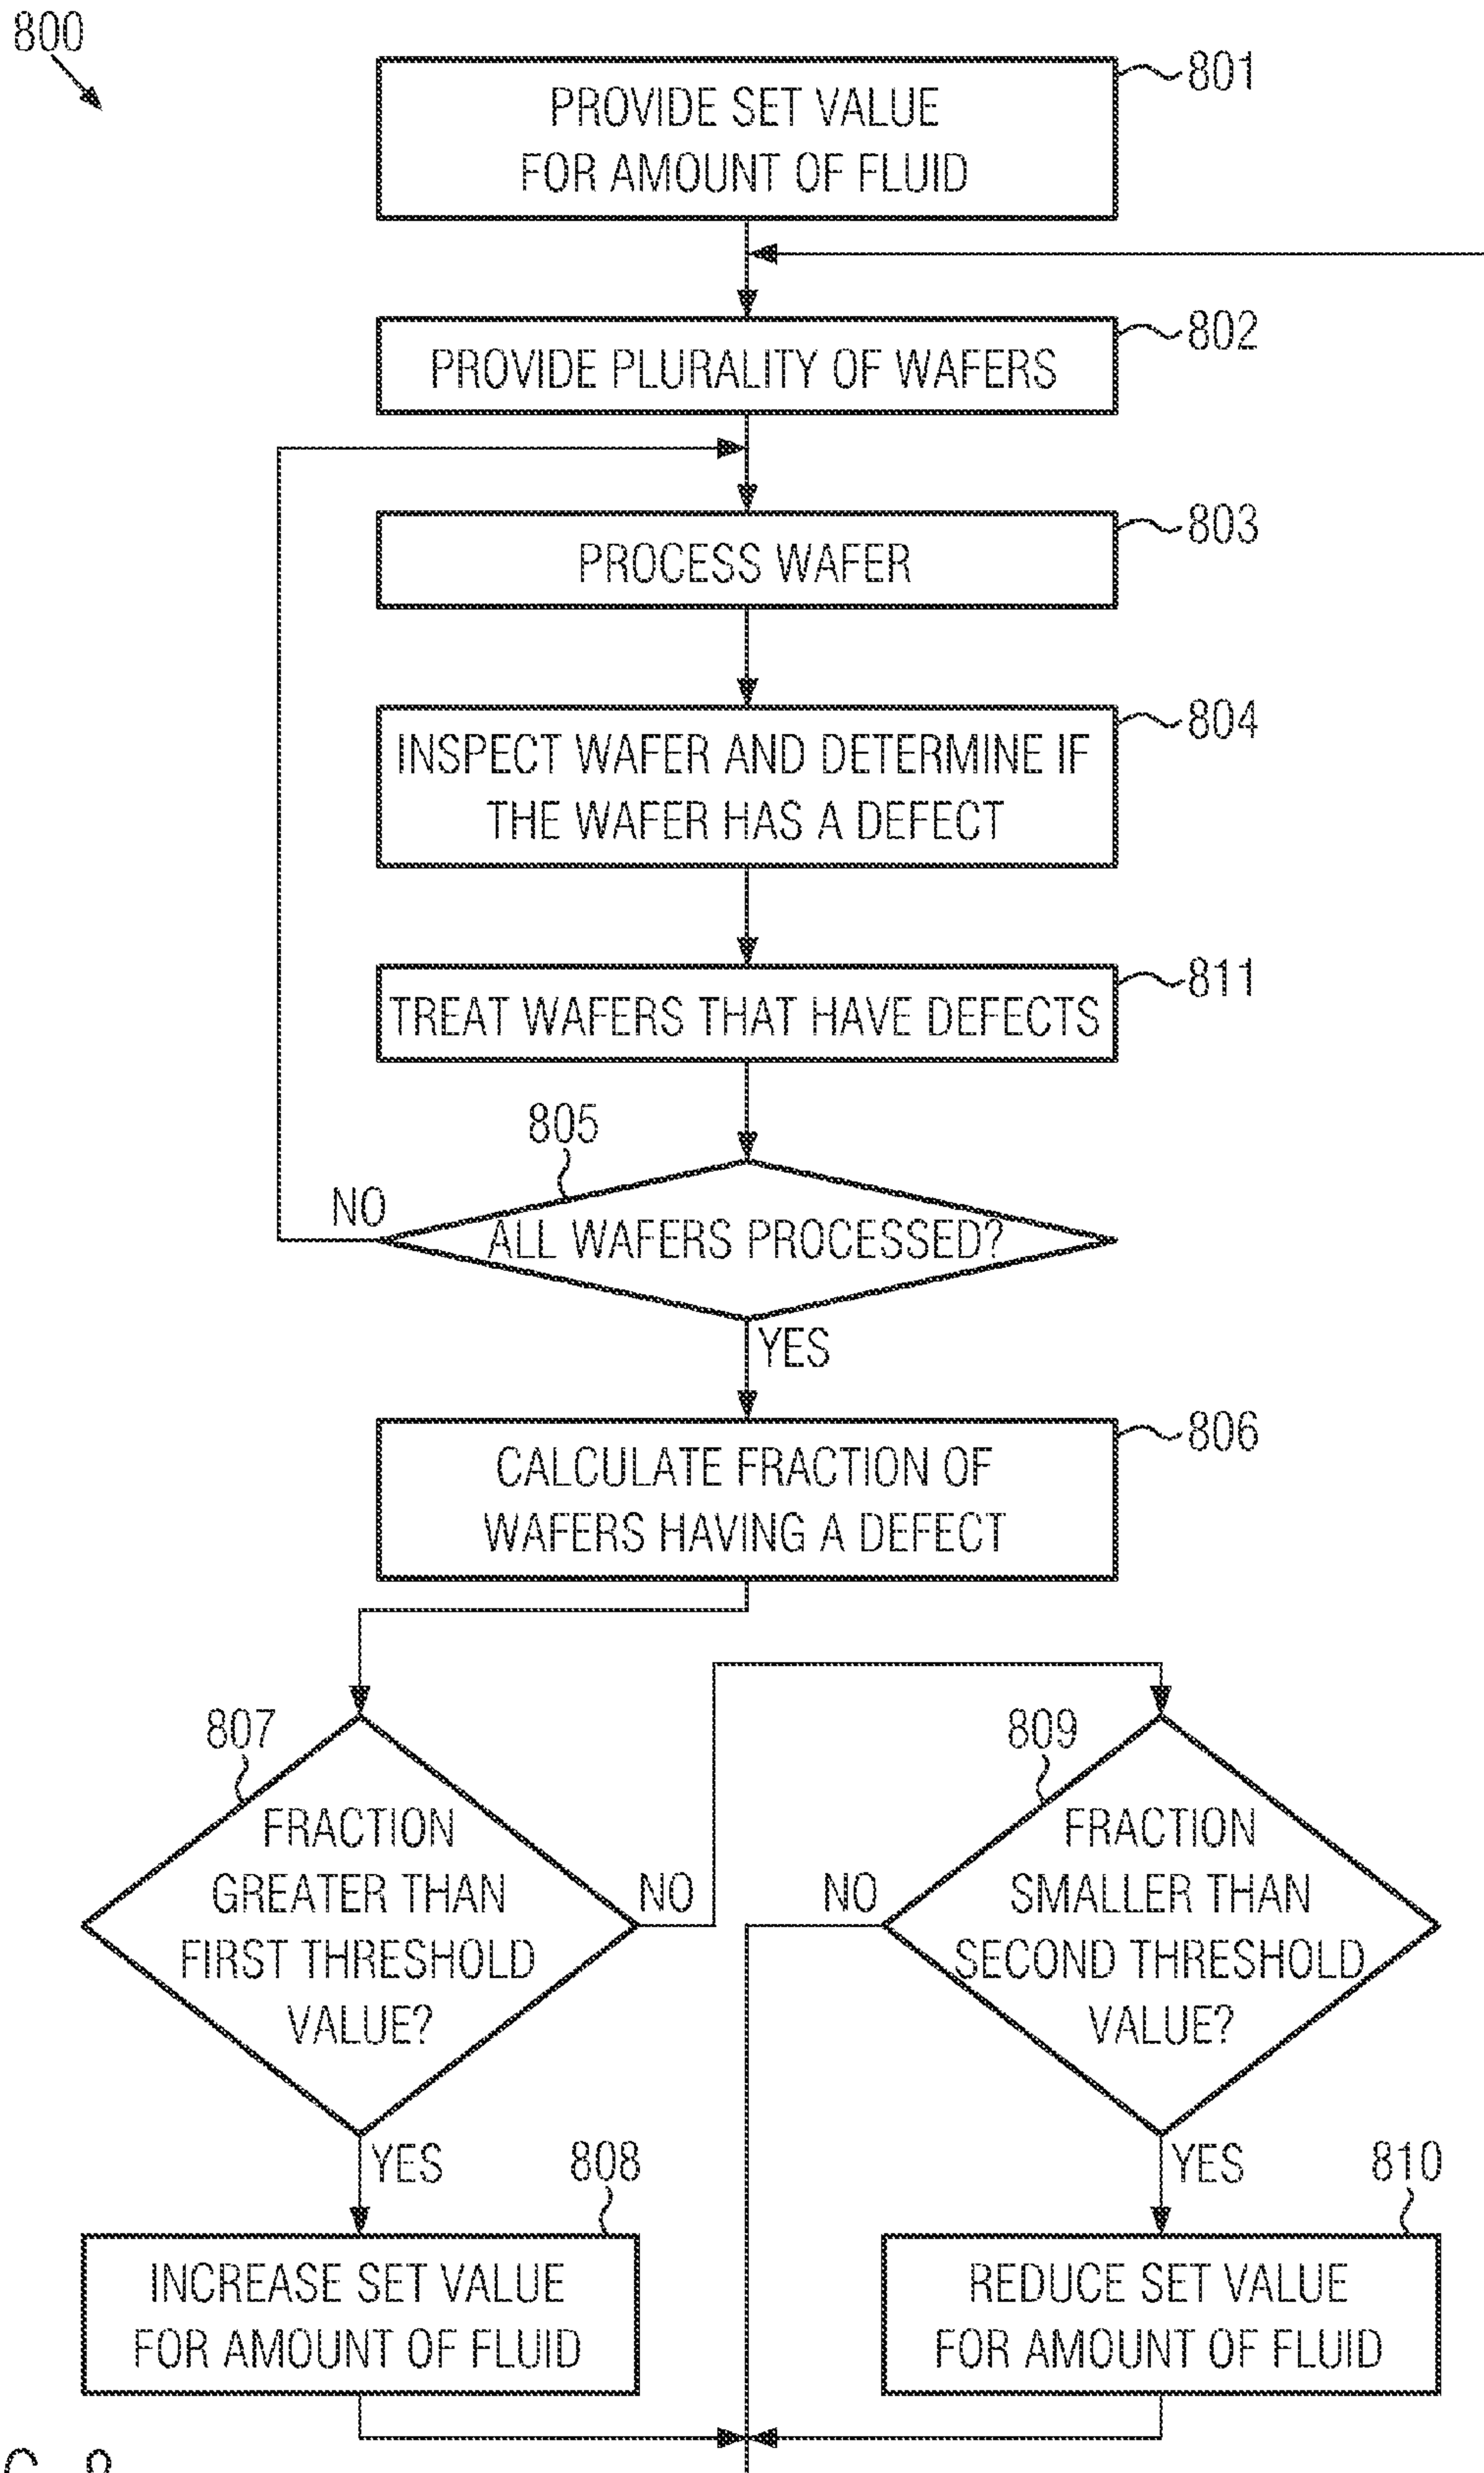 800
801
PROVIDE SET VALUE
FOR AMOUNT OF FLUID
802
PROVIDE PLURALITY OF WAFERS
803
PROCESS WAFER
804
INSPECT WAFER AND DETERMINE IF
THE WAFER HAS A DEFECT
811
TREAT WAFERS THAT HAVE DEFECTS
805
NO
ALL WAFERS PROCESSED?
YES
806
CALCULATE FRACTION OF
WAFERS HAVING A DEFECT
807
FRACTION
GREATER THAN
FIRST THRESHOLD
VALUE?
NO
YES
808
INCREASE SET VALUE
FOR AMOUNT OF FLUID
809
FRACTION
SMALLER THAN
SECOND THRESHOLD
VALUE?
NO
YES
810
REDUCE SET VALUE
FOR AMOUNT OF FLUID